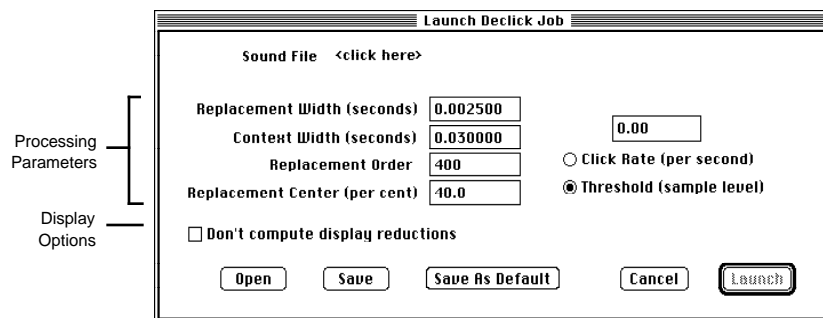 Launch Declick Job
Sound File <click here>
Processing Parameters
Replacement Width (seconds) 0.002500
Context Width (seconds) 0.030000
Replacement Order 400
Replacement Center (per cent) 40.0
0.00
Click Rate (per second)
Threshold (sample level)
Display Options
Don't compute display reductions
Open Save Save As Default Cancel Launch